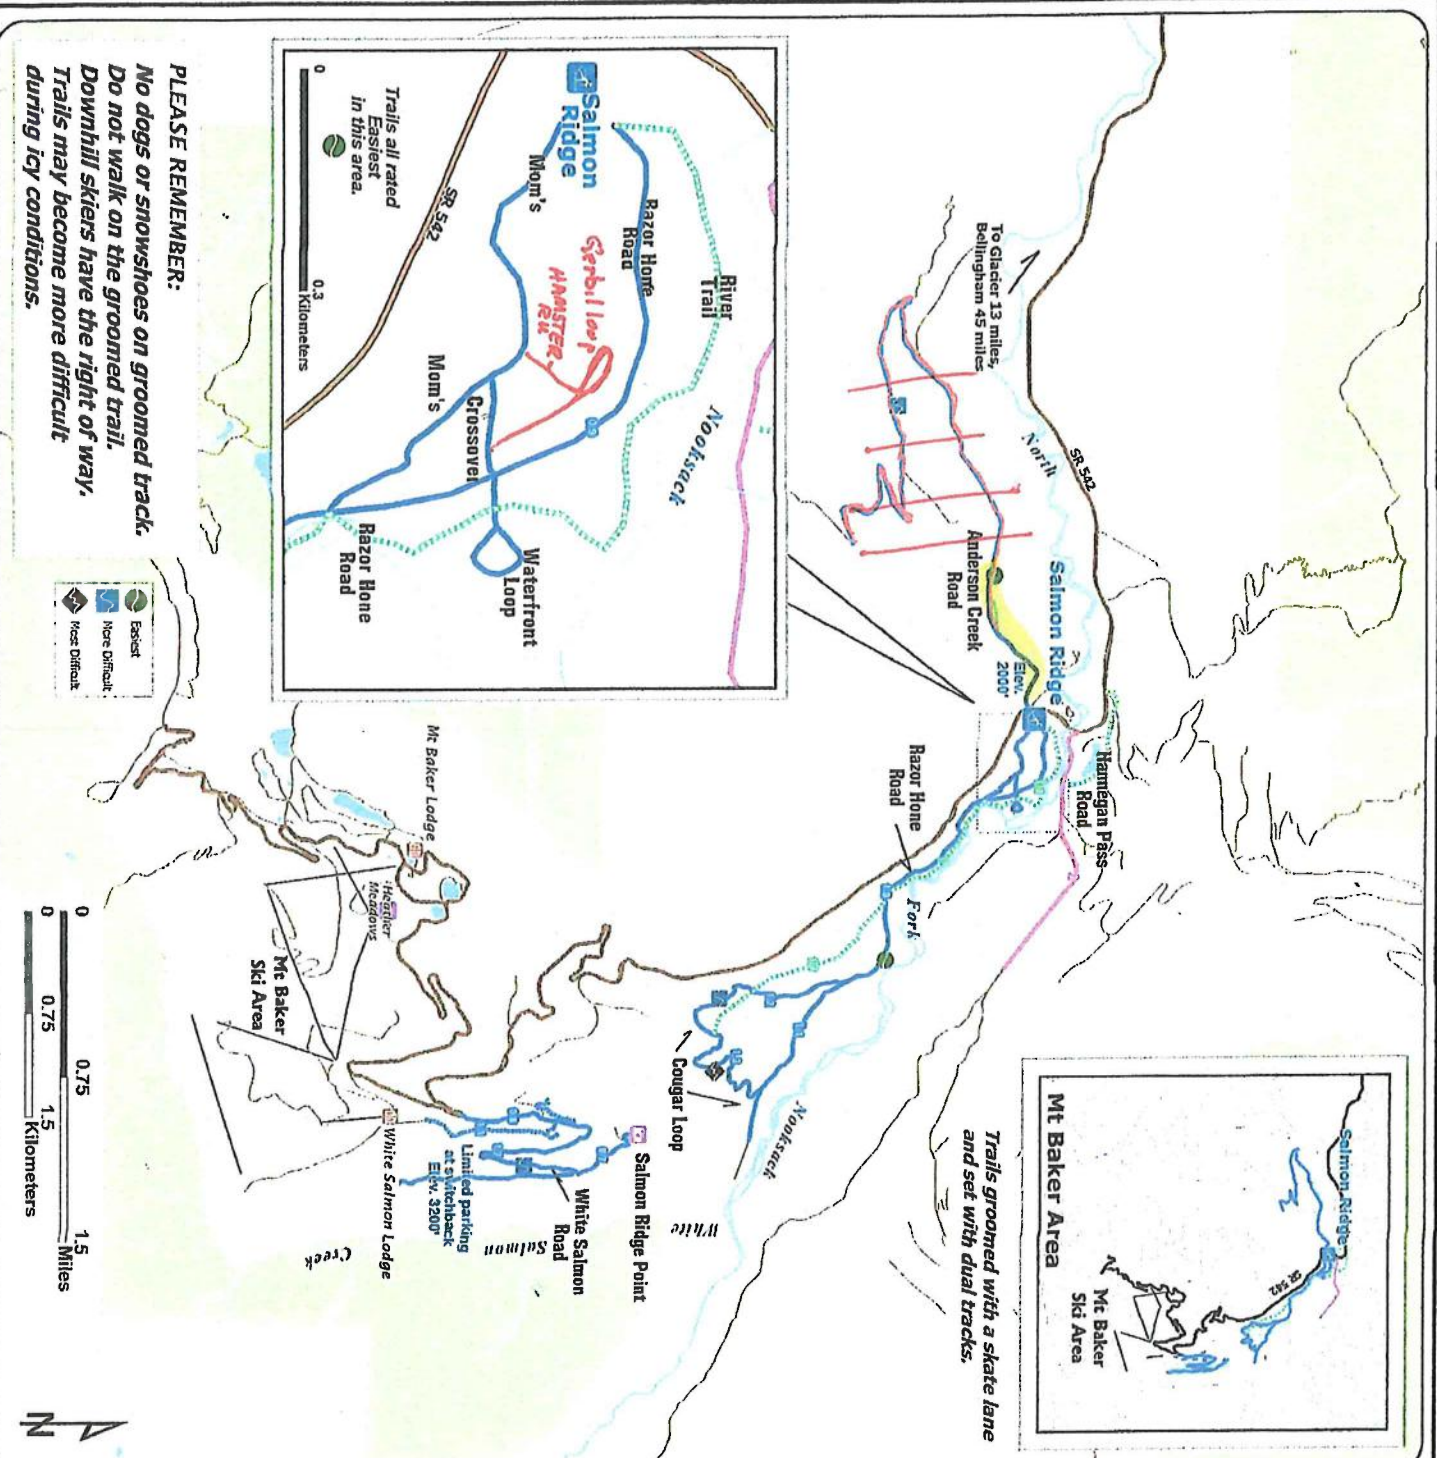 To Glacier 13 miles,
Bellingham 45 miles
SR 542
North
Anderson Creek
Road
Salmon Ridge
Elev.
2000'
Hannegan Pass
Road
Razor Hone
Road
Fork
Nooksack
Cougar Loop
White
Salmon
Creek
Salmon Ridge Point
White Salmon
Road
Limited parking
at switchback
Elev. 3200'
White Salmon Lodge
Mt Baker Lodge
Heather
Meadows
Mt Baker
Ski Area
Salmon
Ridge
Mom's
Razor Hone
Road
River
Trail
Gerbil loop
HAMSTER
Nooksack
SR 542
Mom's
Crossover
Waterfront
Loop
Razor Hone
Road
Trails all rated
Easiest
in this area.
0
0.3
Kilometers
PLEASE REMEMBER:
No dogs or snowshoes on groomed track.
Do not walk on the groomed trail.
Downhill skiers have the right of way.
Trails may become more difficult
during icy conditions.
Easiest
More Difficult
Most Difficult
Trails groomed with a skate lane
and set with dual tracks.
Salmon Ridge
SR 542
Mt Baker
Ski Area
Mt Baker Area
0 0.75 1.5
Miles
0 0.75 1.5
Kilometers
N